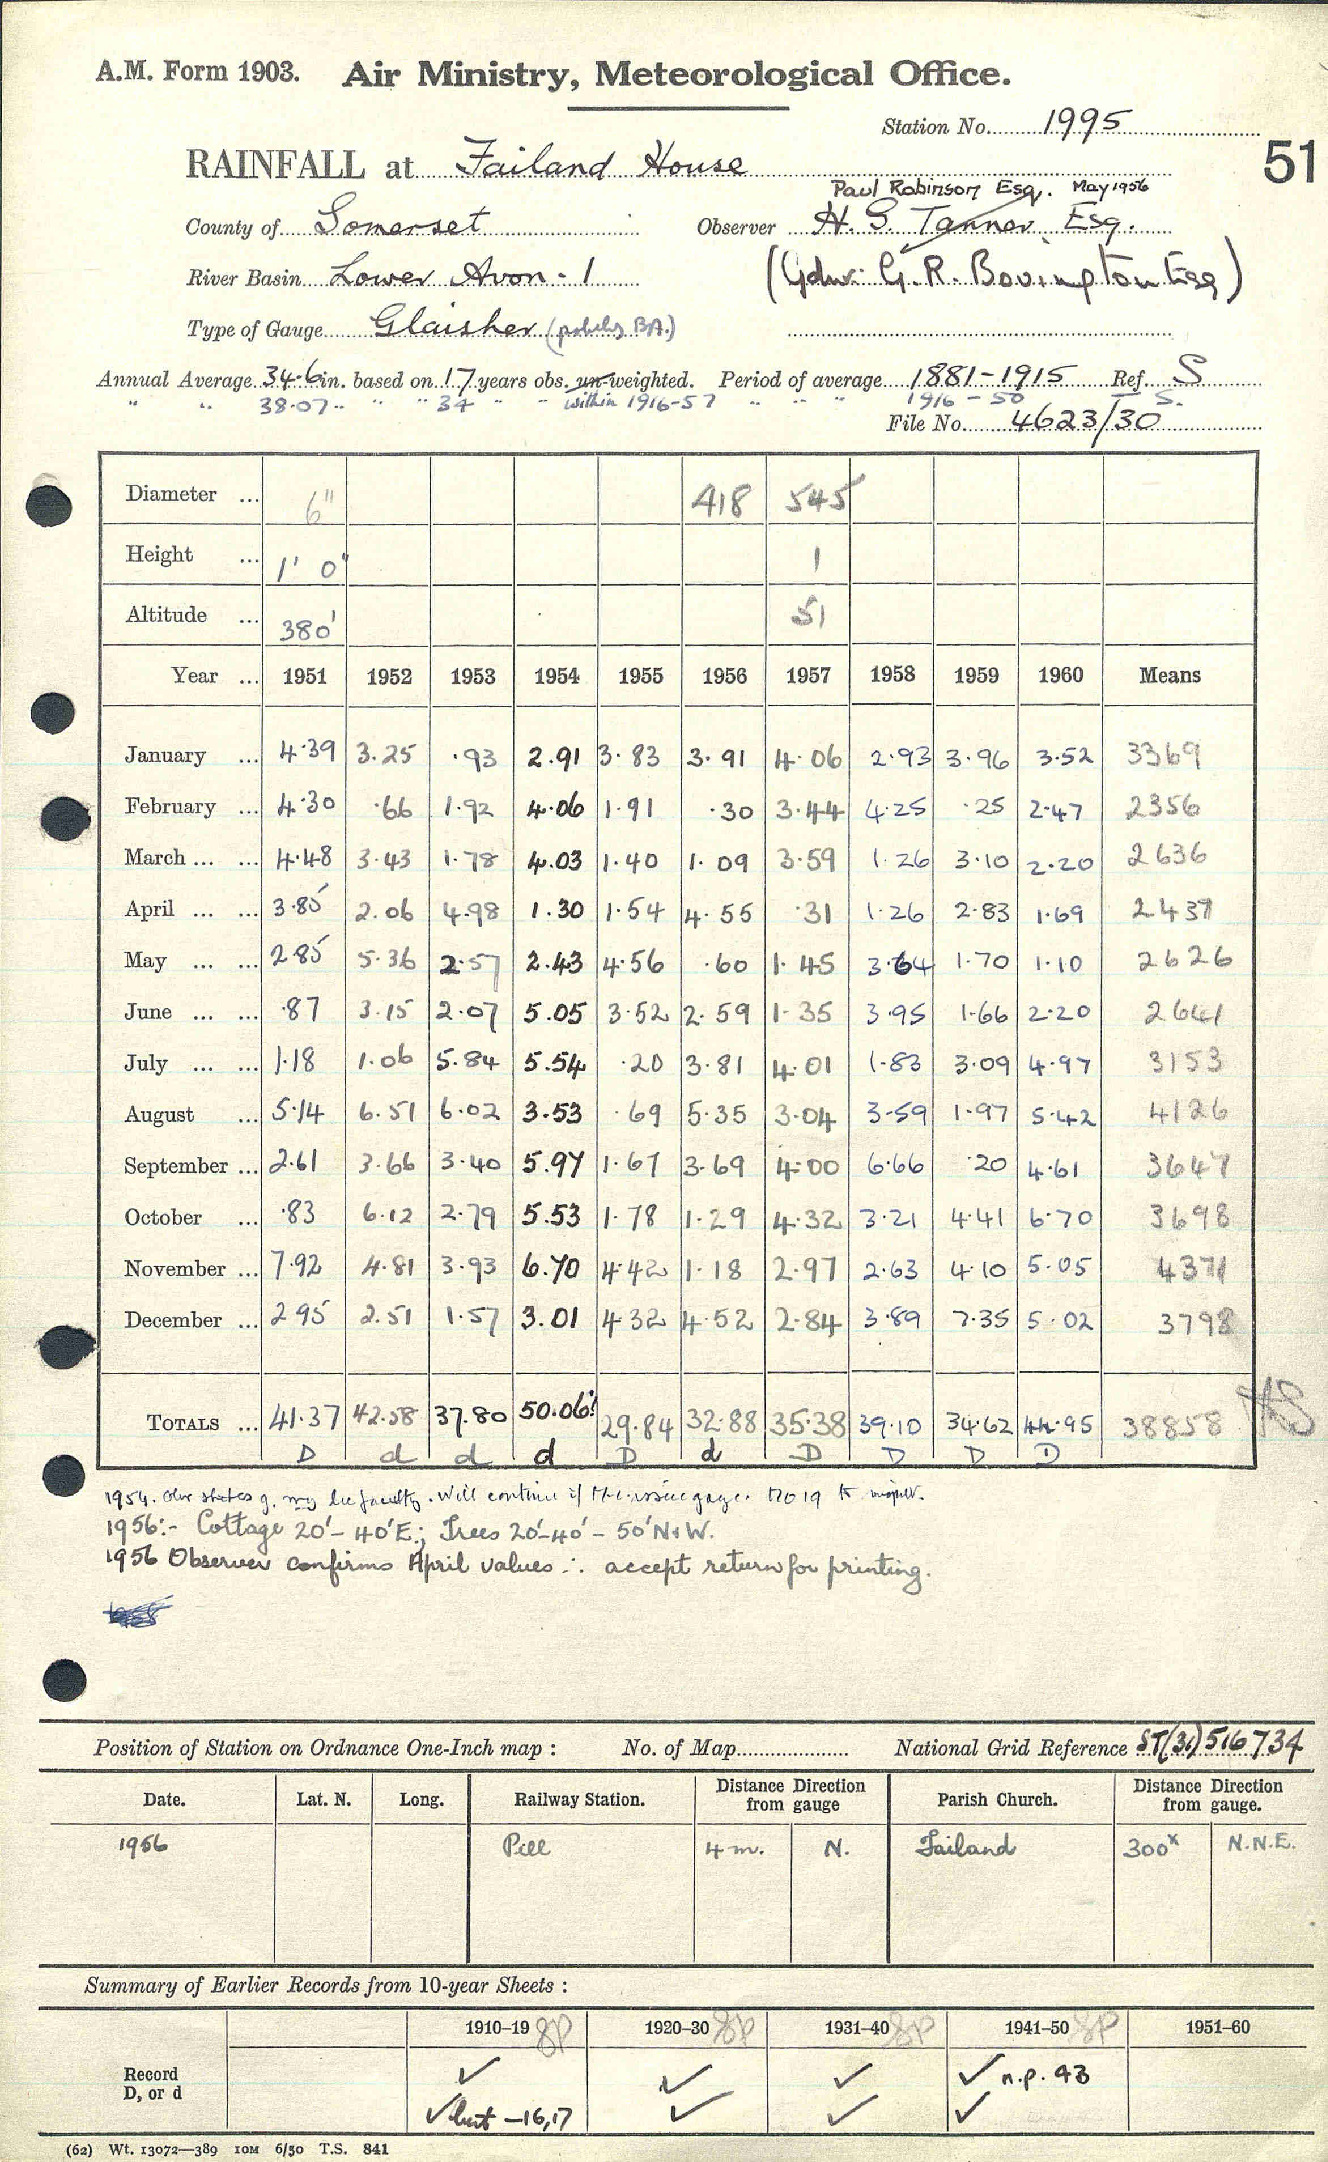 A.M. Form 1903. Air Ministry, Meteorological Office.
Station No. 1995
51
RAINFALL at Failand House
Paul Robinson Esq. May 1956
County of Somerset Observer H. G. Tanner Esq.
River Basin Lower Avon - 1 G. R. Bovington Esq)
Type of Gauge Glaisher
Annual Average 34.6 in. based on 17 years obs. un-weighted. Period of average 1881-1915 Ref. S
" " 38.07 " " " 34 " " within 1916-57 " " " 1916-50 " S.
File No. 4623/30
Diameter ... 6" 418 545
Height ... 1' 0" 1
Altitude ... 380' 51
Year ... 1951 1952 1953 1954 1955 1956 1957 1958 1959 1960 Means
January ... 4.39 3.25 .93 2.91 3.83 3.91 4.06 2.93 3.96 3.52 3369
February ... 4.30 .66 1.92 4.06 1.91 .30 3.44 4.25 .25 2.47 2356
March ... ... 4.48 3.43 1.78 4.03 1.40 1.09 3.59 1.26 3.10 2.20 2636
April ... ... 3.85 2.06 4.98 1.30 1.54 4.55 .31 1.26 2.83 1.69 2437
May ... ... 2.85 5.36 2.57 2.43 4.56 .60 1.45 3.64 1.70 1.10 2626
June ... ... .87 3.15 2.07 5.05 3.52 2.59 1.35 3.95 1.66 2.20 2641
July ... ... 1.18 1.06 5.84 5.54 .20 3.81 4.01 1.83 3.09 4.97 3153
August ... 5.14 6.51 6.02 3.53 .69 5.35 3.04 3.59 1.97 5.42 4126
September ... 2.61 3.66 3.40 5.97 1.67 3.69 4.00 6.66 .20 4.61 3647
October ... .83 6.12 2.79 5.53 1.78 1.29 4.32 3.21 4.41 6.70 3698
November ... 7.92 4.81 3.93 6.70 4.42 1.18 2.97 2.63 4.10 5.05 4371
December ... 2.95 2.51 1.57 3.01 4.32 4.52 2.84 3.89 7.35 5.02 3798
TOTALS ... 41.37 42.58 37.80 50.06! 29.84 32.88 35.38 39.10 34.62 44.95 38858
D d d d D d D D D D
1954. my be faulty. Will continue if
1956:- Cottage 20'- 40'E; Trees 20'-40' - 50'N+W.
1956 Observer confirms April values ∴ accept return for printing.
Position of Station on Ordnance One-Inch map : No. of Map National Grid Reference ST(31) 516734
Date. Lat. N. Long. Railway Station. Distance from gauge Direction Parish Church. Distance Direction from gauge.
1956 Pill 4 m. N. Failand 300x N.N.E.
Summary of Earlier Records from 10-year Sheets :
1910-19 1920-30 1931-40 1941-50 1951-60
Record ✓ ✓ ✓ ✓ n.p. 43
D, or d ✓ but -16,17 ✓ ✓ ✓
(62) Wt. 13072—389 10M 6/50 T.S. 841